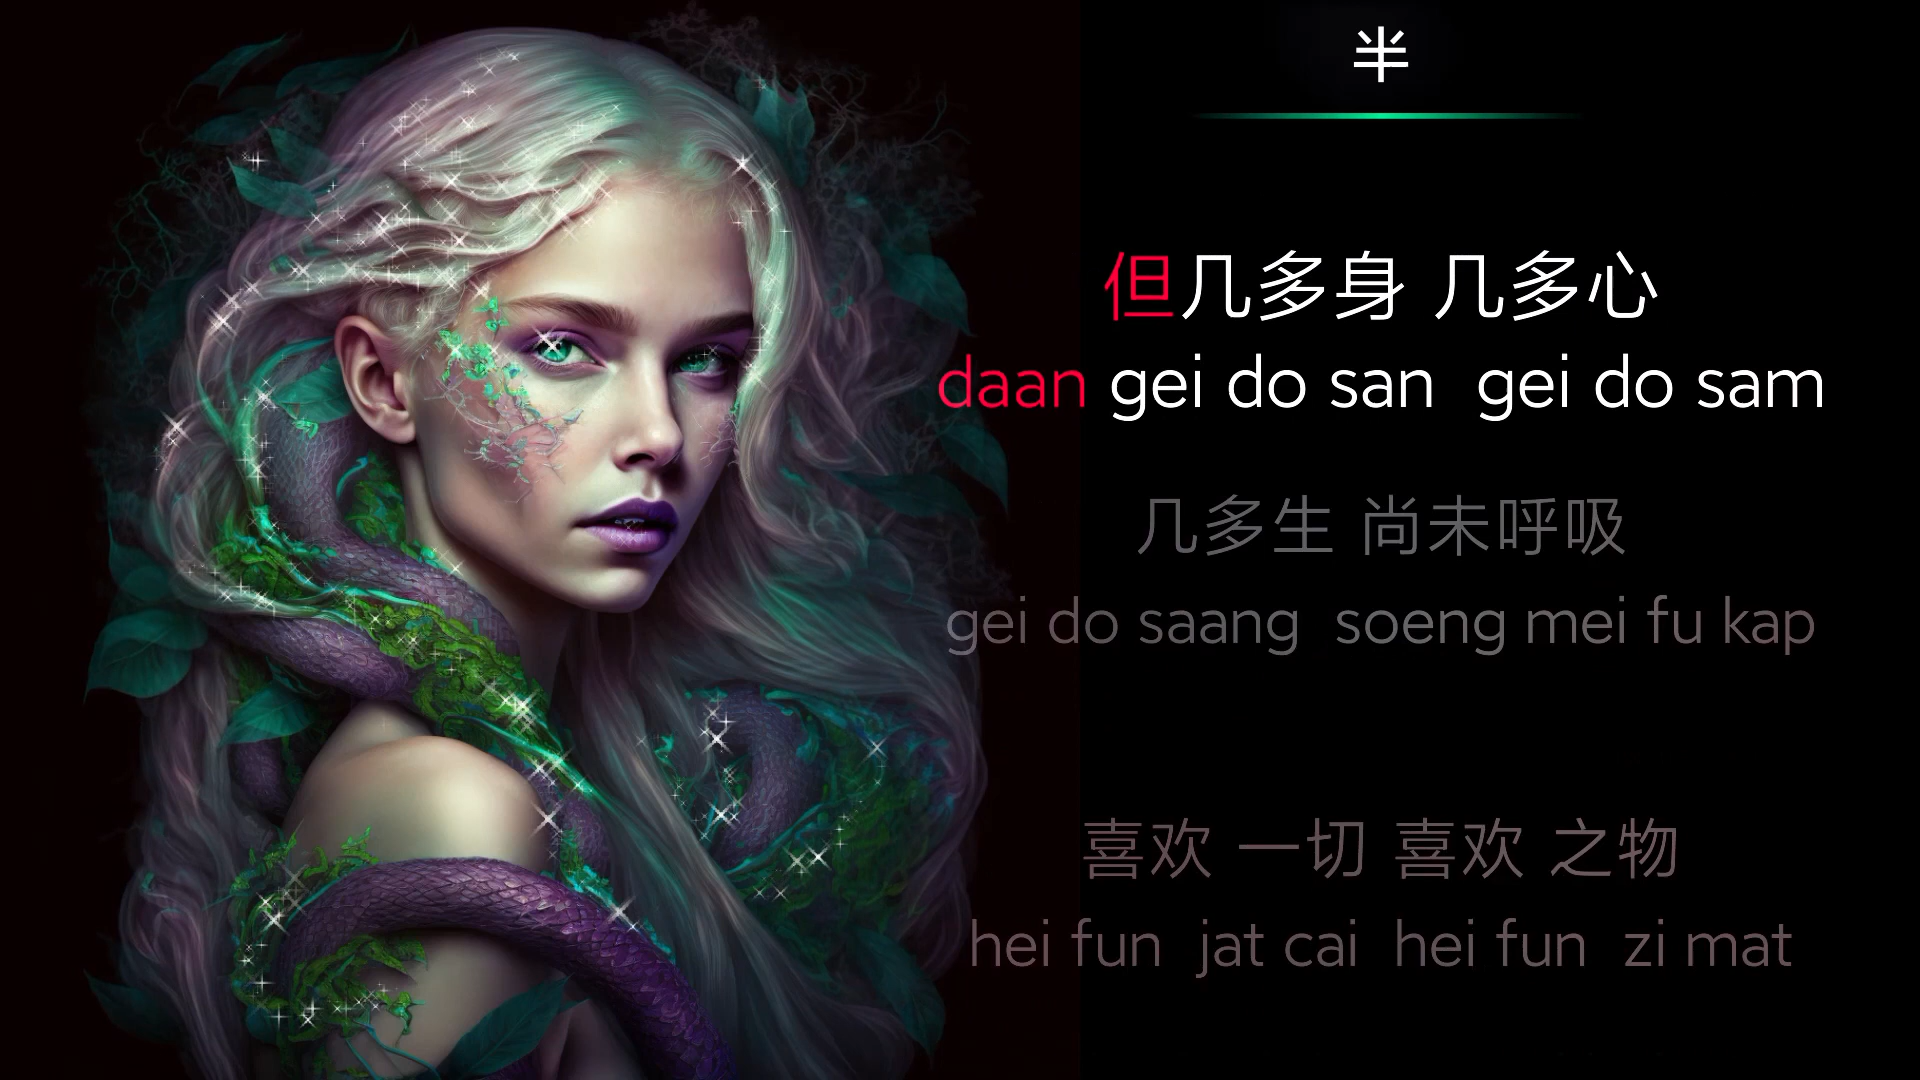 半
但几多身 几多心
daan gei do san gei do sam
几多生 尚未呼吸
gei do saang soeng mei fu kap
喜欢 一切 喜欢 之物
hei fun jat cai hei fun zi mat